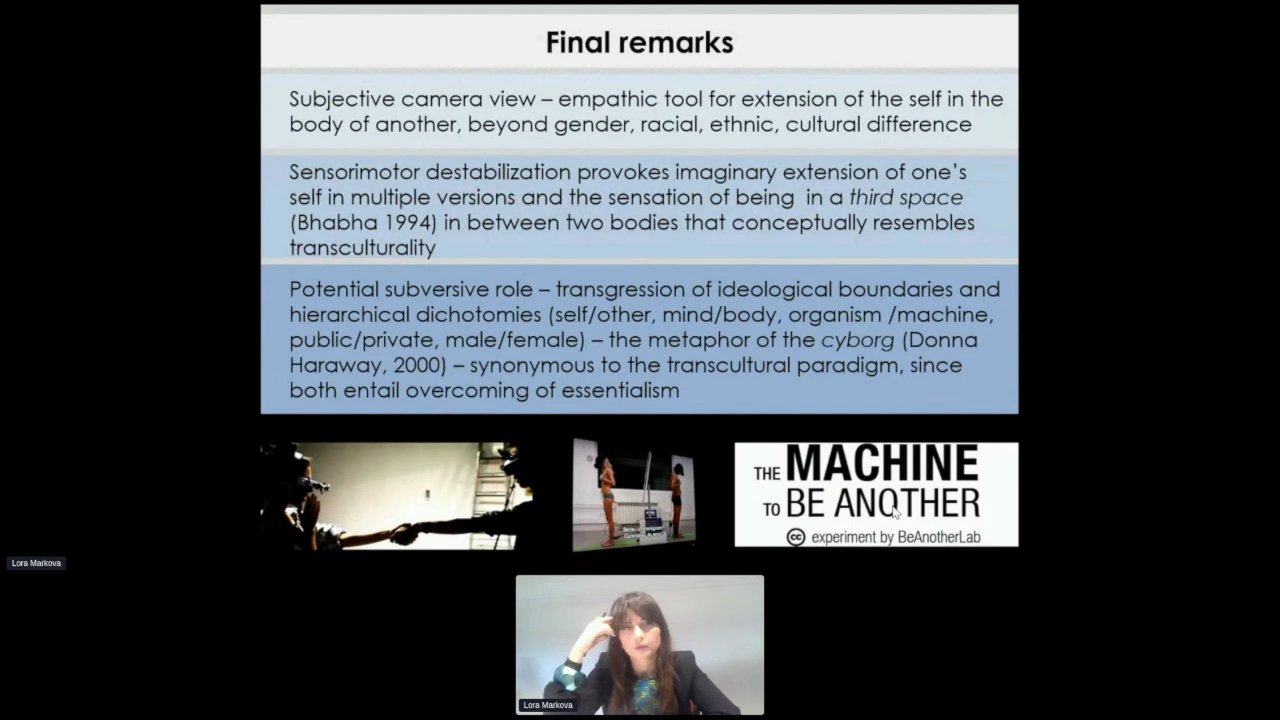 Final remarks
Subjective camera view – empathic tool for extension of the self in the
body of another, beyond gender, racial, ethnic, cultural difference
Sensorimotor destabilization provokes imaginary extension of one's
self in multiple versions and the sensation of being in a third space
(Bhabha 1994) in between two bodies that conceptually resembles
transculturality
Potential subversive role – transgression of ideological boundaries and
hierarchical dichotomies (self/other, mind/body, organism /machine,
public/private, male/female) – the metaphor of the cyborg (Donna
Haraway, 2000) – synonymous to the transcultural paradigm, since
both entail overcoming of essentialism
THE MACHINE
TO BE ANOTHER
cc experiment by BeAnotherLab
Lora Markova
Lora Markova